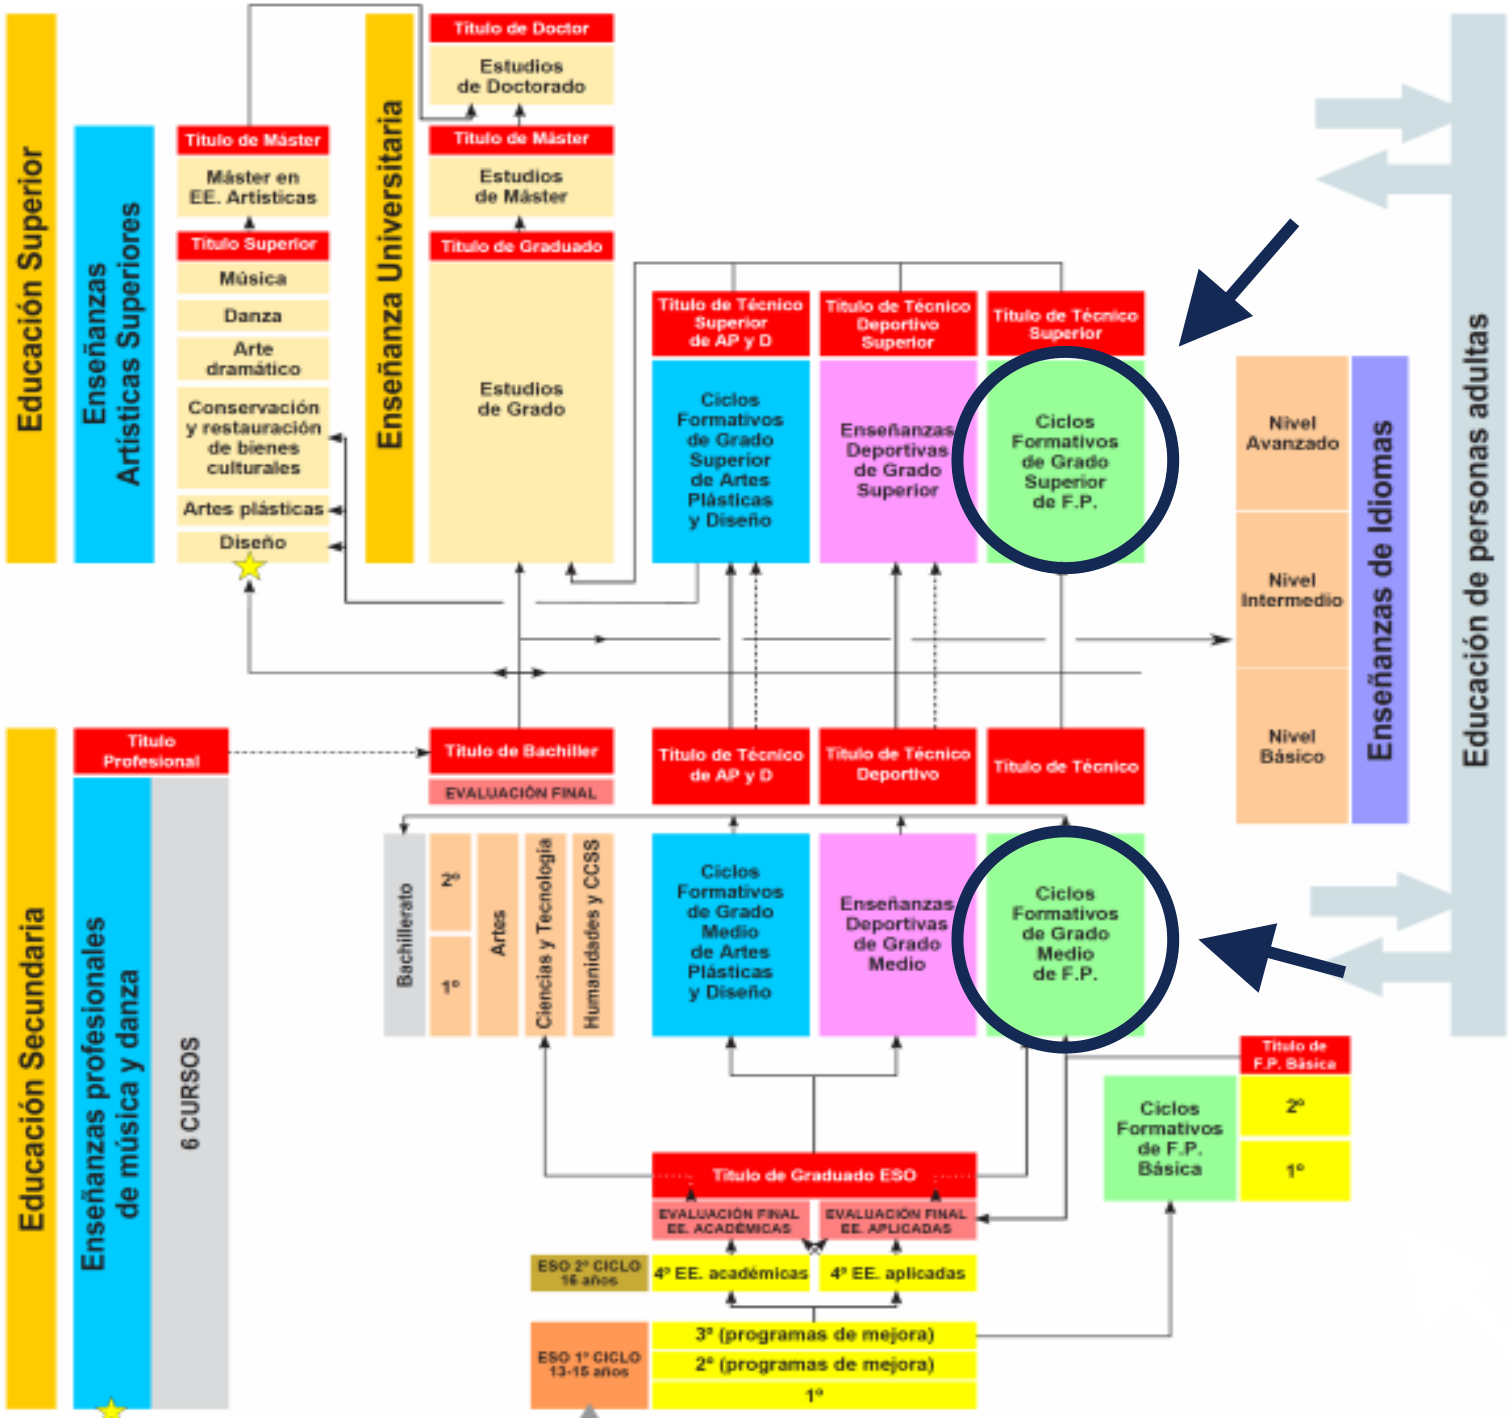 Educación Superior
Enseñanzas
Artísticas Superiores
Título de Máster
Máster en
EE. Artísticas
Título Superior
Música
Danza
Arte
dramático
Conservación
y restauración
de bienes
culturales
Artes plásticas
Diseño
Enseñanza Universitaria
Título de Doctor
Estudios
de Doctorado
Título de Máster
Estudios
de Máster
Título de Graduado
Estudios
de Grado
Título de Técnico
Superior
de AP y D
Ciclos
Formativos
de Grado
Superior
de Artes
Plásticas
y Diseño
Título de Técnico
Deportivo
Superior
Enseñanzas
Deportivas
de Grado
Superior
Título de Técnico
Superior
Ciclos
Formativos
de Grado
Superior
de F.P.
Nivel
Avanzado
Nivel
Intermedio
Nivel
Básico
Enseñanzas de Idiomas
Educación de personas adultas
Educación Secundaria
Título
Profesional
Enseñanzas profesionales
de música y danza
6 CURSOS
Título de Bachiller
EVALUACIÓN FINAL
Bachillerato
2º
1º
Artes
Ciencias y Tecnología
Humanidades y CCSS
Título de Técnico
de AP y D
Ciclos
Formativos
de Grado
Medio
de Artes
Plásticas
y Diseño
Título de Técnico
Deportivo
Enseñanzas
Deportivas
de Grado
Medio
Título de Técnico
Ciclos
Formativos
de Grado
Medio
de F.P.
Título de
F.P. Básica
Ciclos
Formativos
de F.P.
Básica
2º
1º
Título de Graduado ESO
EVALUACIÓN FINAL
EE. ACADÉMICAS
EVALUACIÓN FINAL
EE. APLICADAS
ESO 2º CICLO
16 años
4º EE. académicas
4º EE. aplicadas
ESO 1º CICLO
13-15 años
3º (programas de mejora)
2º (programas de mejora)
1º